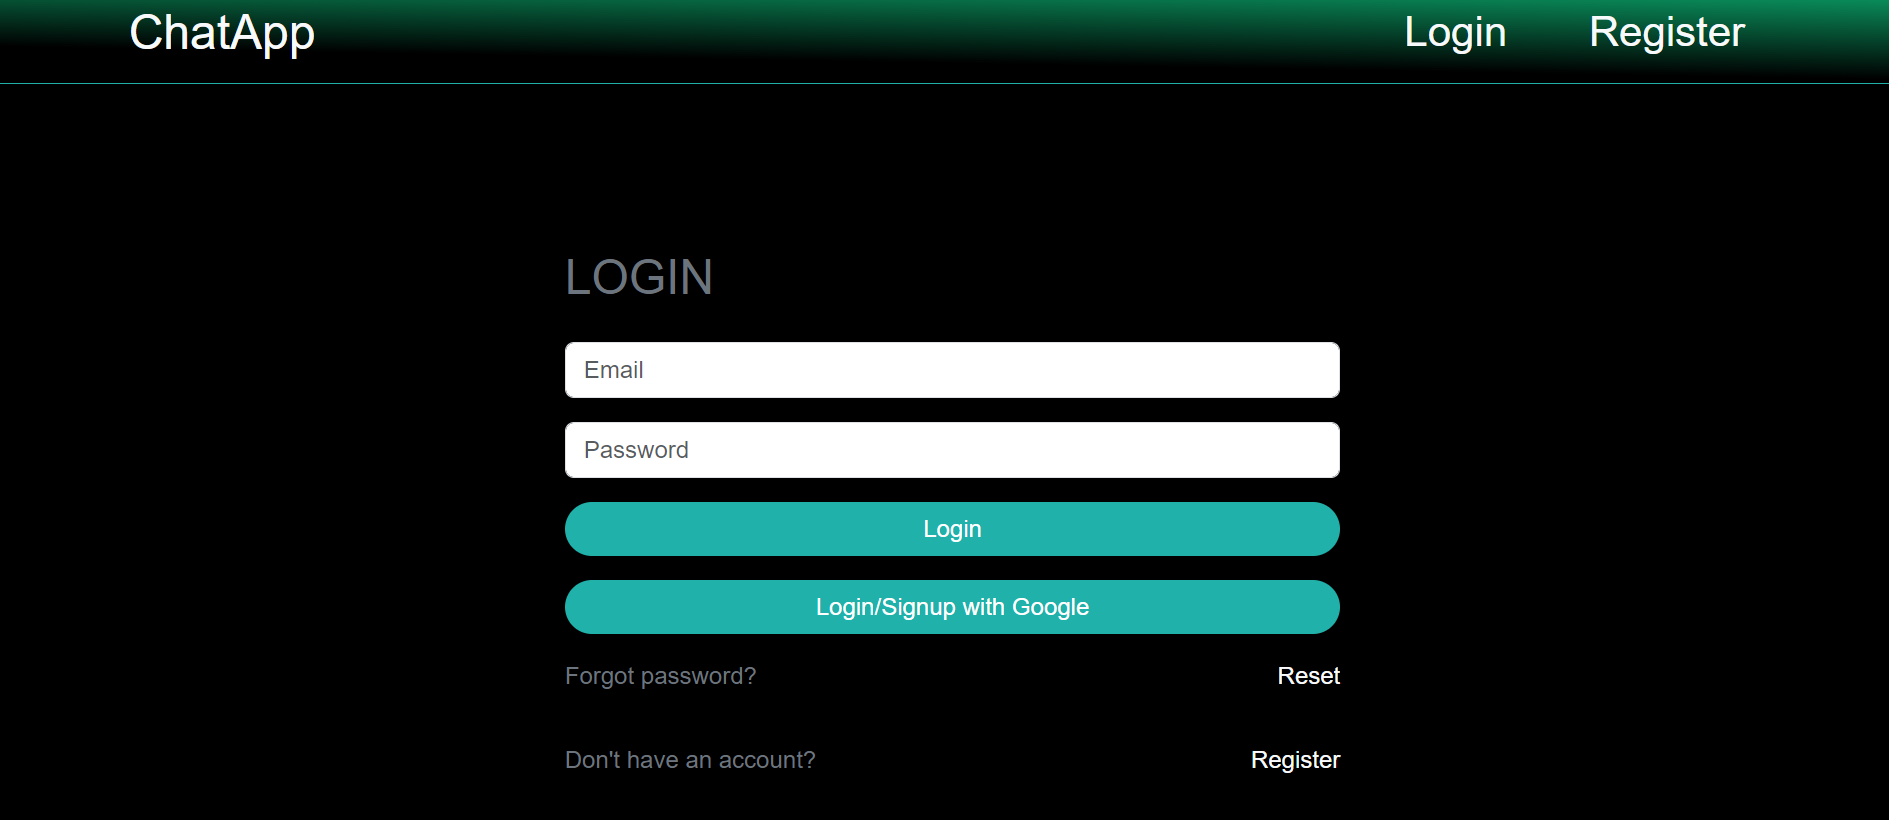 ChatApp Login Register
LOGIN
Email
Password
Login
Login/Signup with Google
Forgot password? Reset
Don't have an account? Register